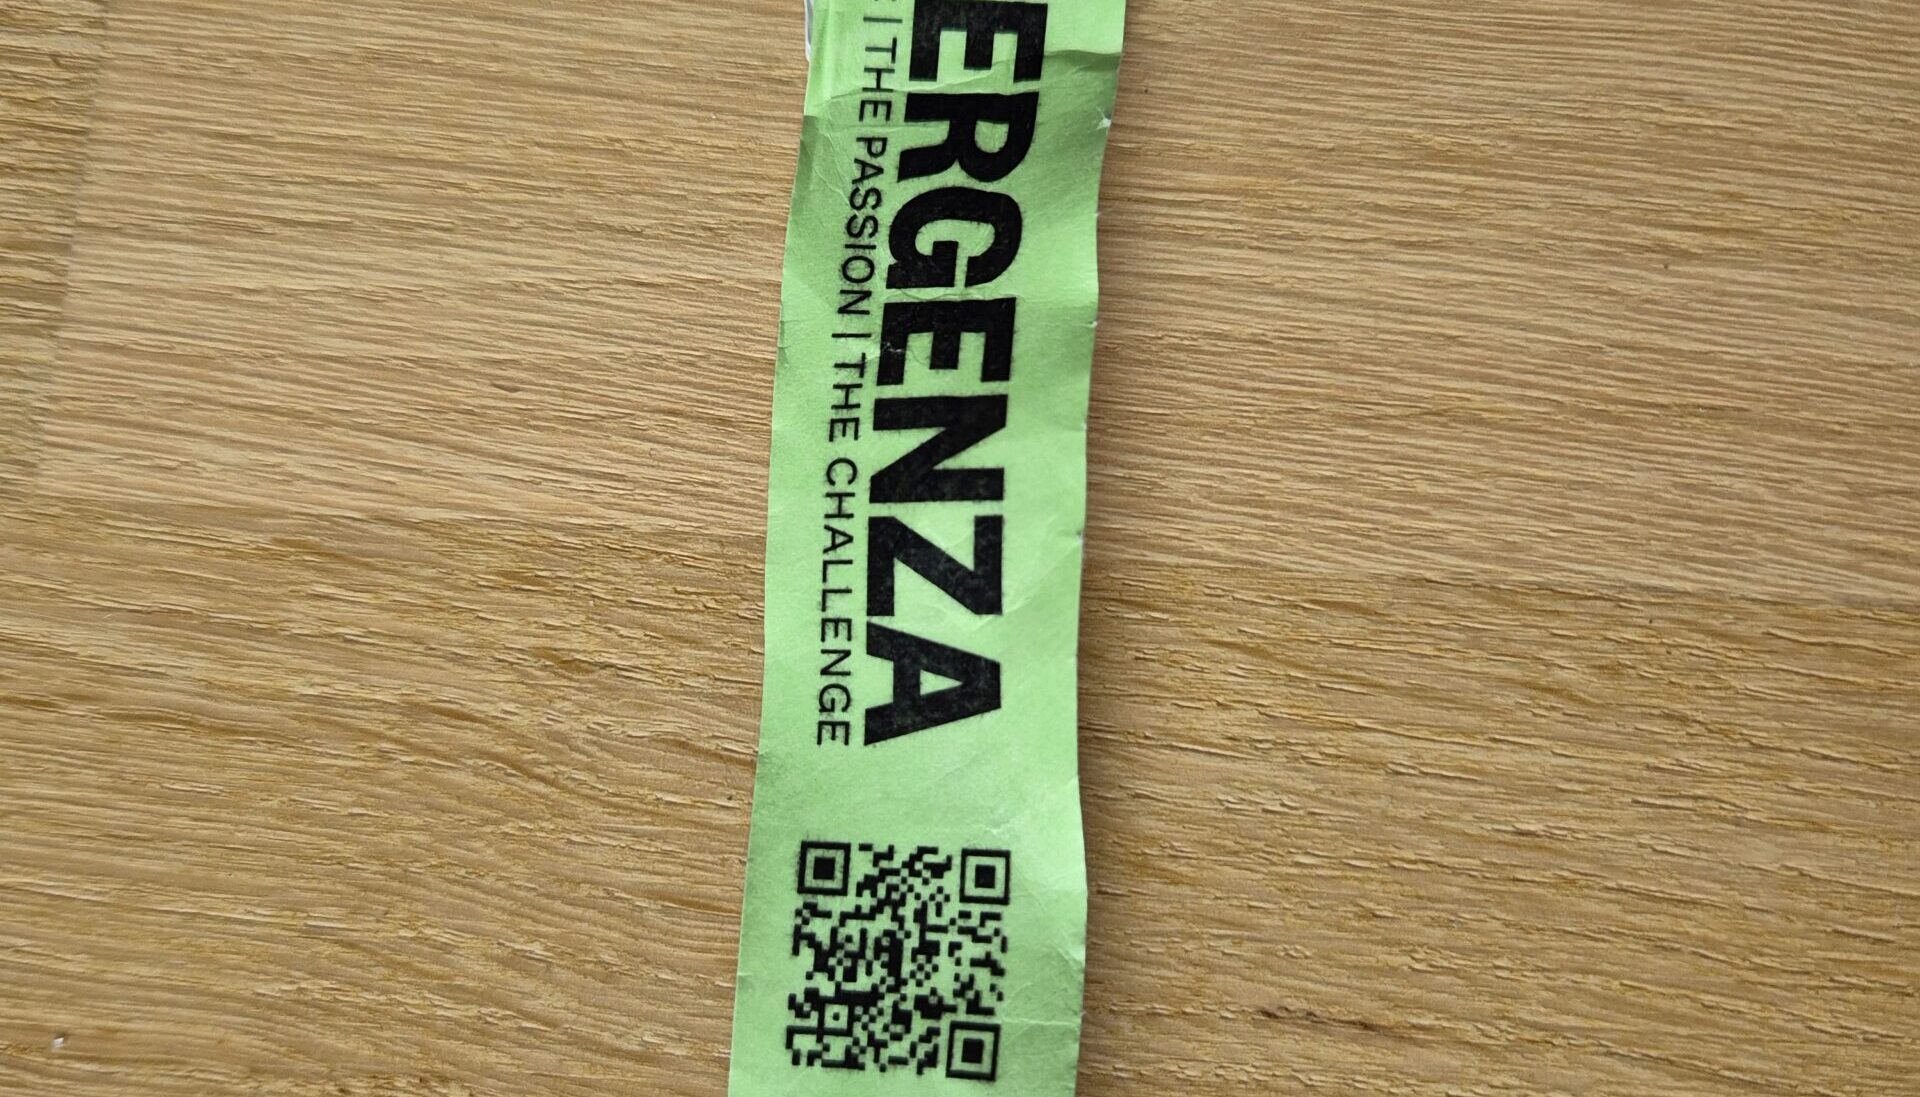 ERGENZA
| THE PASSION | THE CHALLENGE